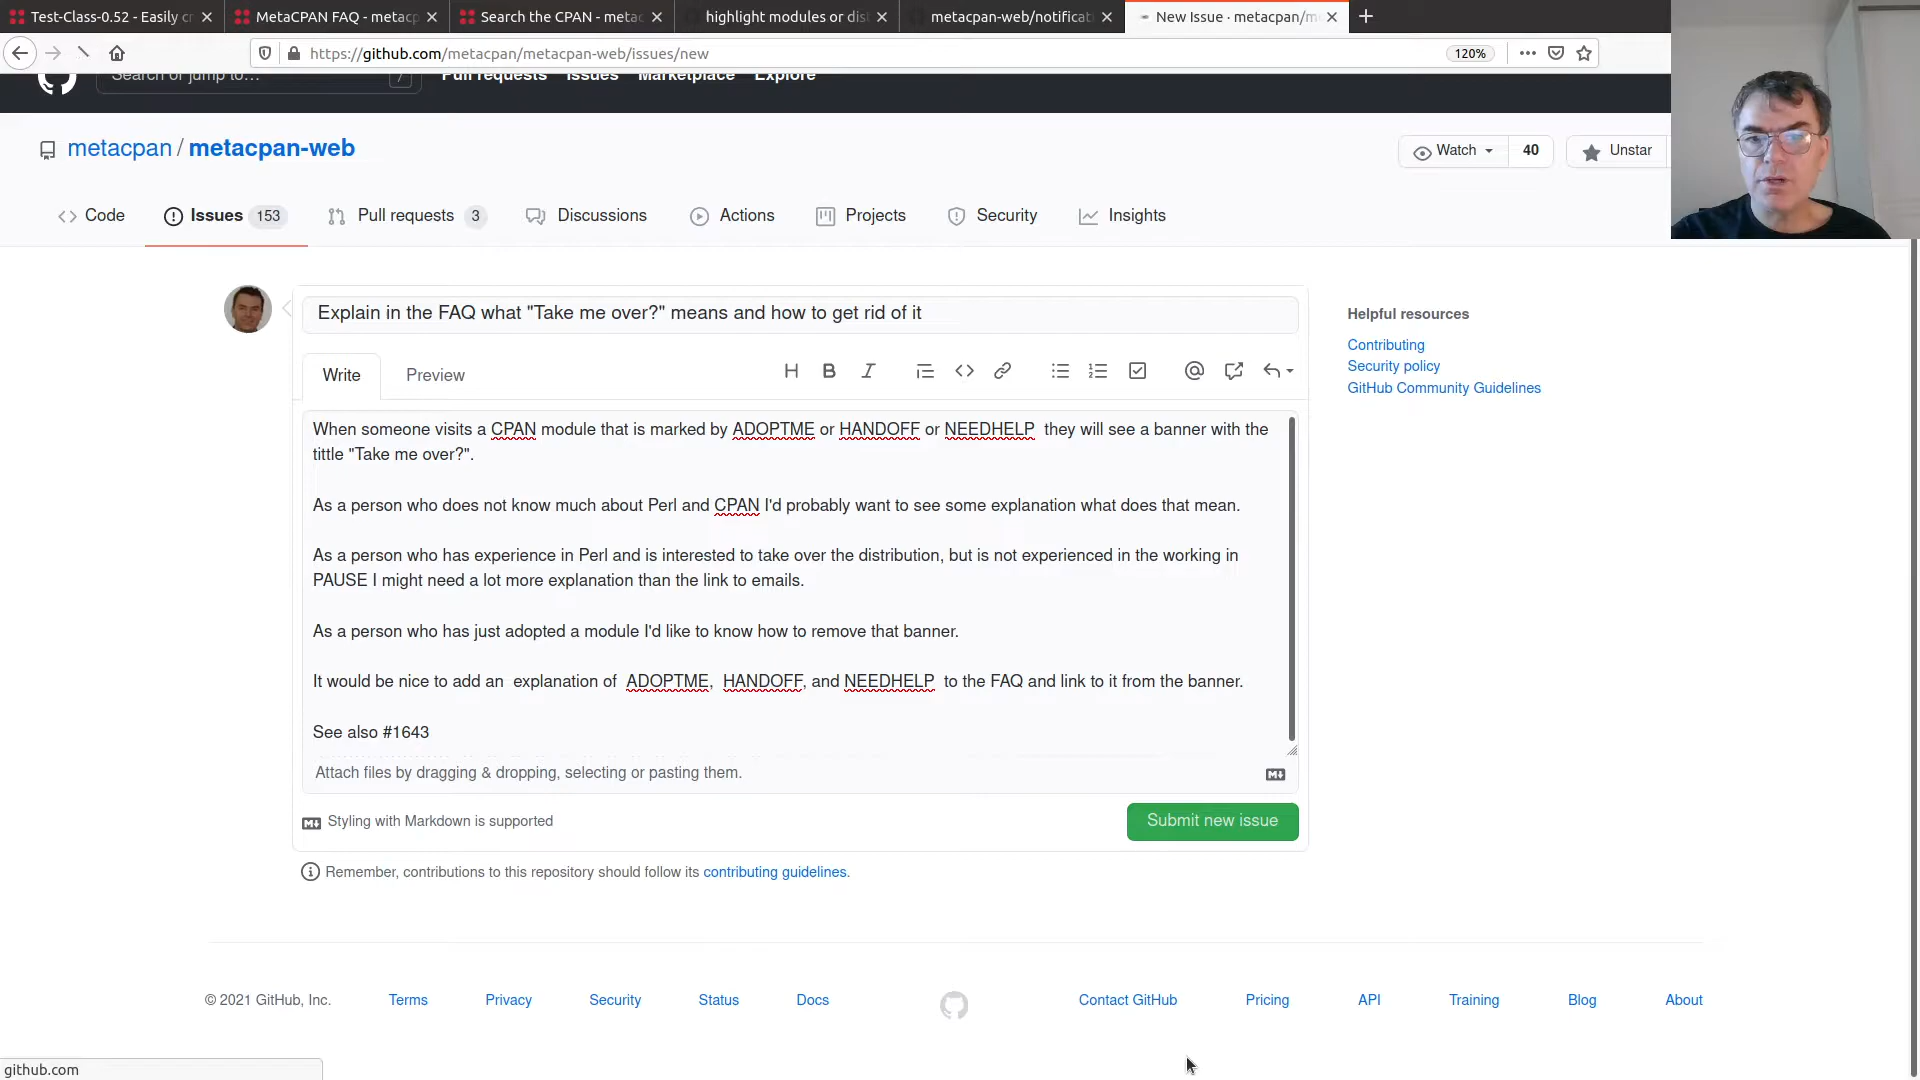 Test-Class-0.52 - Easily cr
MetaCPAN FAQ - metacp
Search the CPAN - metac
highlight modules or dis
metacpan-web/notificat
New Issue · metacpan/m
https://github.com/metacpan/metacpan-web/issues/new
120%
Search or jump to...
/
Pull requests
Issues
Marketplace
Explore
metacpan / metacpan-web
Watch
40
Unstar
Code
Issues 153
Pull requests 3
Discussions
Actions
Projects
Security
Insights
Explain in the FAQ what "Take me over?" means and how to get rid of it
Write
Preview
When someone visits a CPAN module that is marked by ADOPTME or HANDOFF or NEEDHELP they will see a banner with the
tittle "Take me over?".
As a person who does not know much about Perl and CPAN I'd probably want to see some explanation what does that mean.
As a person who has experience in Perl and is interested to take over the distribution, but is not experienced in the working in
PAUSE I might need a lot more explanation than the link to emails.
As a person who has just adopted a module I'd like to know how to remove that banner.
It would be nice to add an explanation of ADOPTME, HANDOFF, and NEEDHELP to the FAQ and link to it from the banner.
See also #1643
Attach files by dragging & dropping, selecting or pasting them.
Styling with Markdown is supported
Submit new issue
Remember, contributions to this repository should follow its contributing guidelines.
Helpful resources
Contributing
Security policy
GitHub Community Guidelines
© 2021 GitHub, Inc.
Terms
Privacy
Security
Status
Docs
Contact GitHub
Pricing
API
Training
Blog
About
github.com